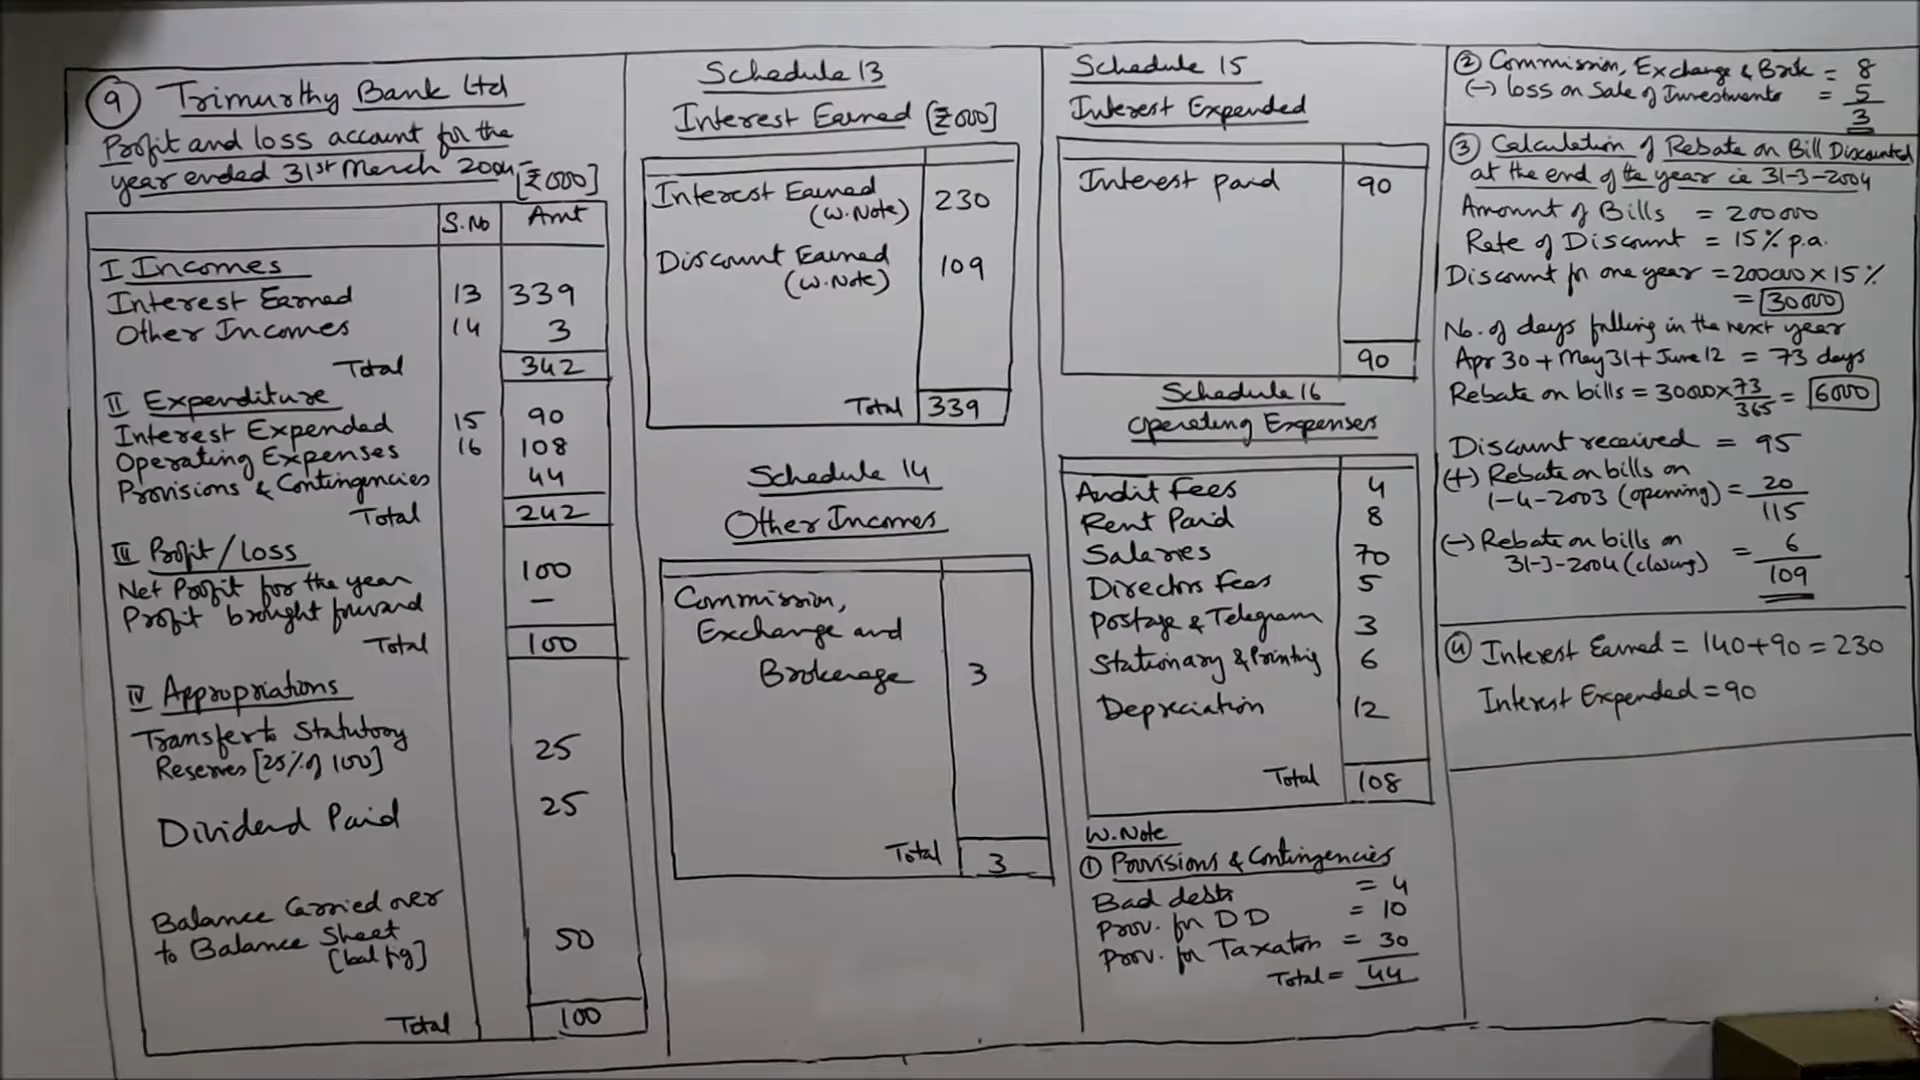 9 Trimurthy Bank Ltd
Profit and loss account for the
year ended 31st March 2004 [₹000]
S.No Amt
I Incomes
Interest Earned 13 339
Other Incomes 14 3
Total 342
II Expenditure
Interest Expended 15 90
Operating Expenses 16 108
Provisions & Contingencies 44
Total 242
III Profit/loss
Net Profit for the year 100
Profit brought forward —
Total 100
IV Appropriations
Transfer to Statutory
Reserves [25% of 100] 25
Dividend Paid 25
Balance Carried over
to Balance Sheet 50
[bal fig]
Total 100
Schedule 13
Interest Earned [₹000]
Interest Earned 230
(W.Note)
Discount Earned 109
(W.Note)
Total 339
Schedule 14
Other Incomes
Commission,
Exchange and
Brokerage 3
Total 3
Schedule 15
Interest Expended
Interest paid 90
90
Schedule 16
Operating Expenses
Audit Fees 4
Rent Paid 8
Salaries 70
Directors Fees 5
Postage & Telegram 3
Stationary & Printing 6
Depreciation 12
Total 108
W.Note
① Provisions & Contingencies
Bad debts = 4
Prov. for DD = 10
Prov. for Taxation = 30
Total = 44
② Commission, Exchange & Brok = 8
(-) loss on Sale of Investments = 5
3
③ Calculation of Rebate on Bill Discounted
at the end of the year ie 31-3-2004
Amount of Bills = 200000
Rate of Discount = 15% p.a.
Discount for one year = 200000 × 15%
= 30000
No. of days falling in the next year
Apr 30 + May 31 + June 12 = 73 days
Rebate on bills = 30000 × 73/365 = 6000
Discount received = 95
(+) Rebate on bills on
1-4-2003 (opening) = 20
115
(-) Rebate on bills on
31-3-2004 (closing) = 6
109
④ Interest Earned = 140+90 = 230
Interest Expended = 90